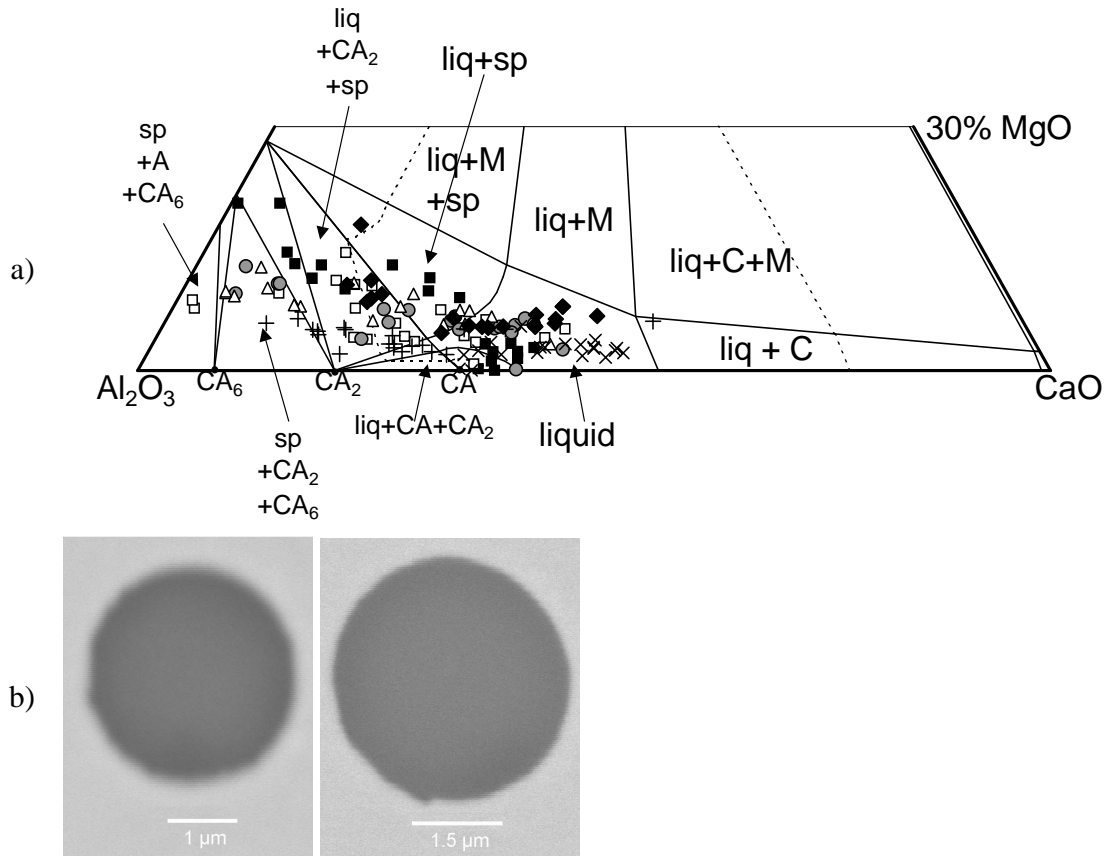 liq
+CA₂
+sp
liq+sp
30% MgO
sp
+A
+CA₆
liq+M
+sp
liq+M
liq+C+M
a)
liq + C
Al₂O₃
CA₆
CA₂
CA
CaO
liq+CA+CA₂
liquid
sp
+CA₂
+CA₆
b)
1 µm
1.5 µm